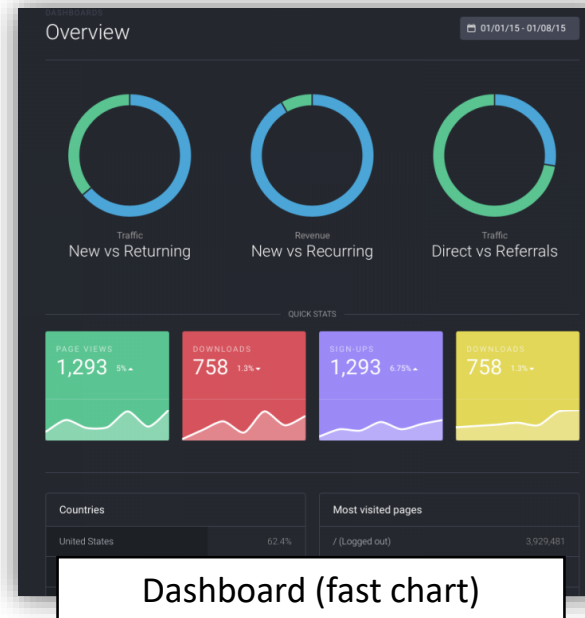 DASHBOARDS
Overview
01/01/15 - 01/08/15
Traffic
New vs Returning
Revenue
New vs Recurring
Traffic
Direct vs Referrals
QUICK STATS
PAGE VIEWS
1,293 5%
DOWNLOADS
758 1.3%
SIGN-UPS
1,293 6.75%
DOWNLOADS
758 1.3%
Countries
United States 62.4%
Most visited pages
/ (Logged out) 3,929,481
Dashboard (fast chart)